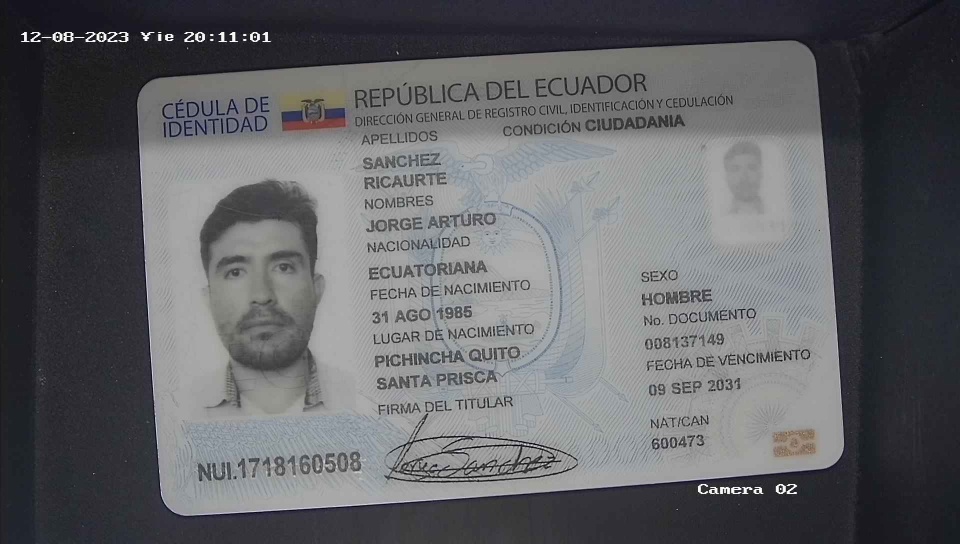 12-08-2023 Vie 20:11:01
CÉDULA DE IDENTIDAD
REPÚBLICA DEL ECUADOR
DIRECCIÓN GENERAL DE REGISTRO CIVIL, IDENTIFICACIÓN Y CEDULACIÓN
APELLIDOS
CONDICIÓN CIUDADANIA
SANCHEZ
RICAURTE
NOMBRES
JORGE ARTURO
NACIONALIDAD
ECUATORIANA
FECHA DE NACIMIENTO
31 AGO 1985
LUGAR DE NACIMIENTO
PICHINCHA QUITO
SANTA PRISCA
FIRMA DEL TITULAR
Jorge Sanchez
SEXO
HOMBRE
No. DOCUMENTO
008137149
FECHA DE VENCIMIENTO
09 SEP 2031
NAT/CAN
600473
NUI.1718160508
Camera 02